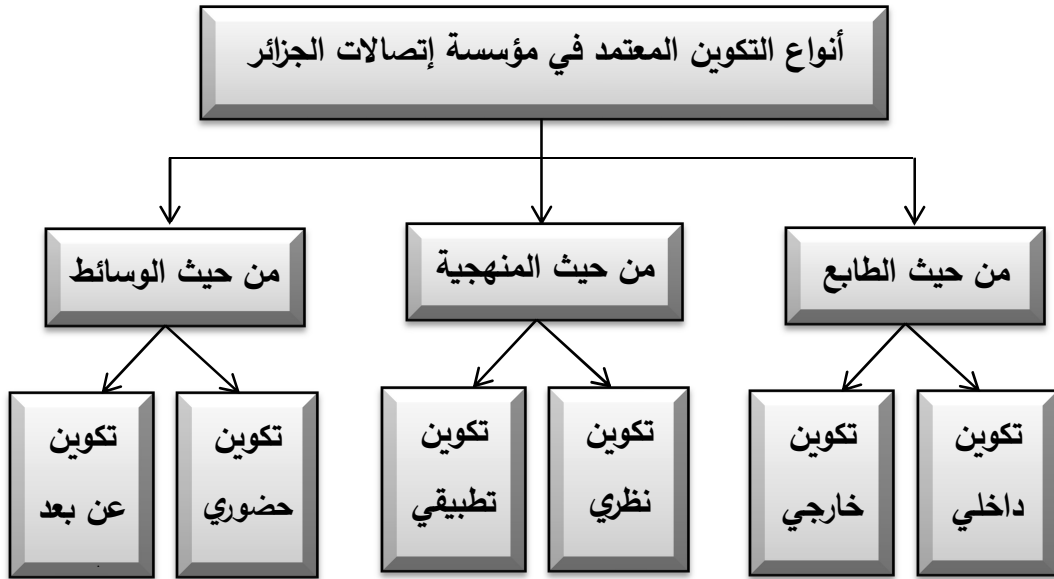 أنواع التكوين المعتمد في مؤسسة إتصالات الجزائر
من حيث الطابع
من حيث المنهجية
من حيث الوسائط
تكوين
داخلي
تكوين
خارجي
تكوين
نظري
تكوين
تطبيقي
تكوين
حضوري
تكوين
عن بعد